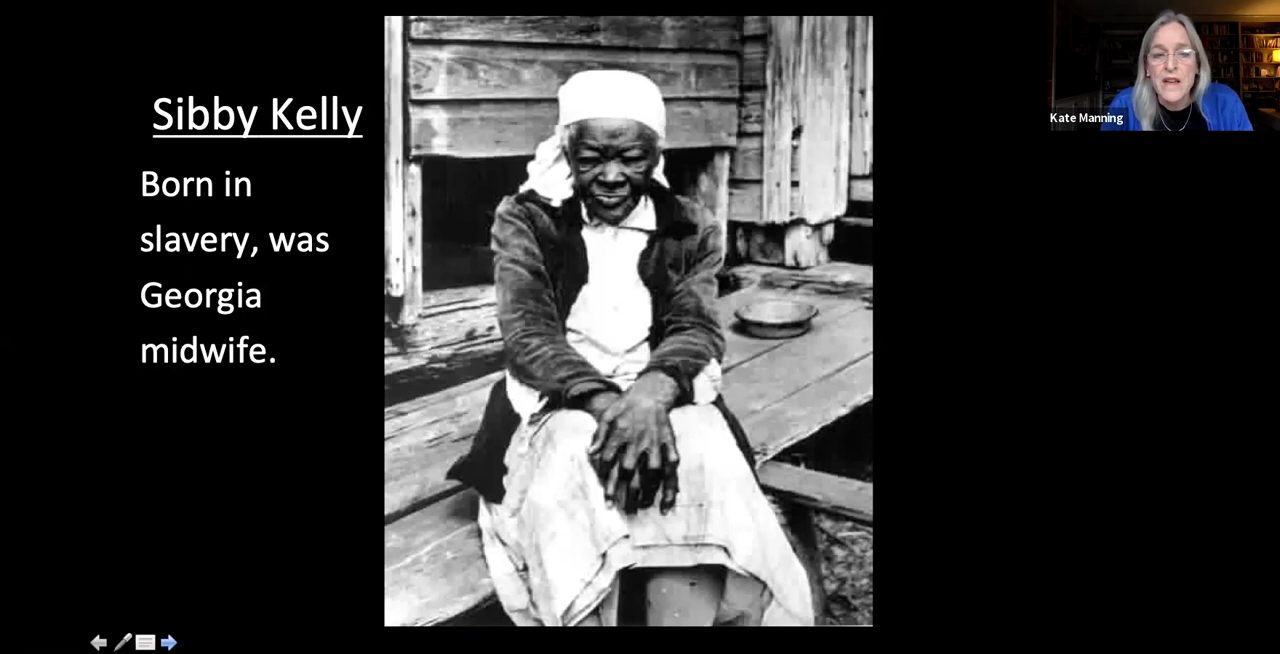 Sibby Kelly
Born in
slavery, was
Georgia
midwife.
Kate Manning